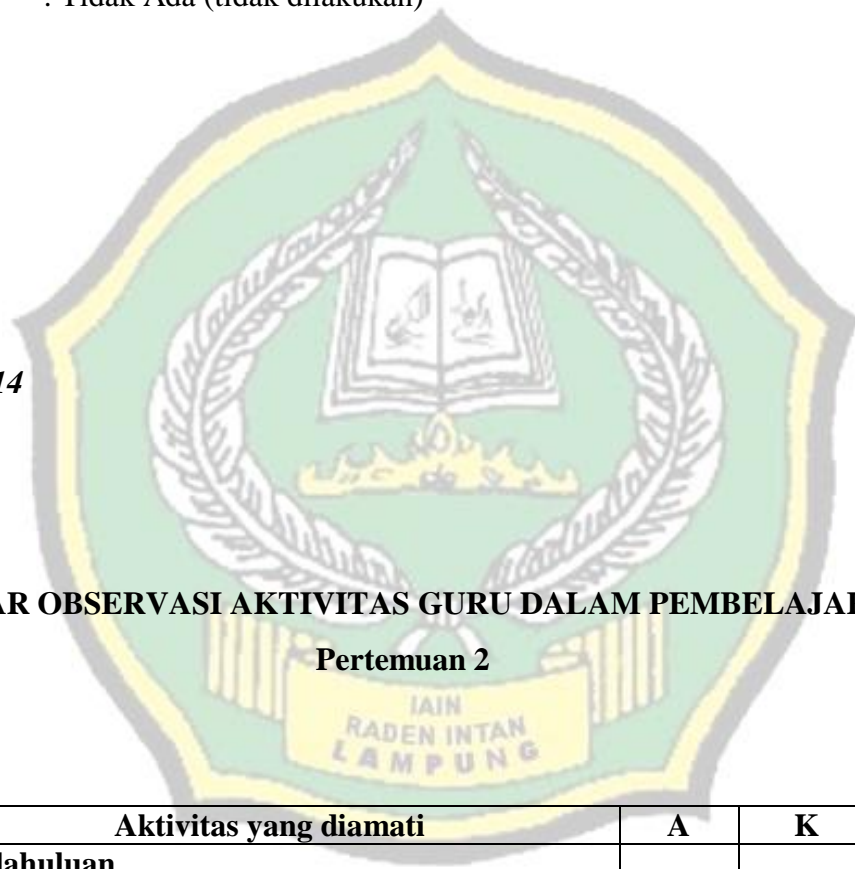 : Tidak Ada (tidak dilakukan)
14
AR OBSERVASI AKTIVITAS GURU DALAM PEMBELAJA
Pertemuan 2
IAIN
RADEN INTAN
LAMPUNG
Aktivitas yang diamati A K
dahuluan